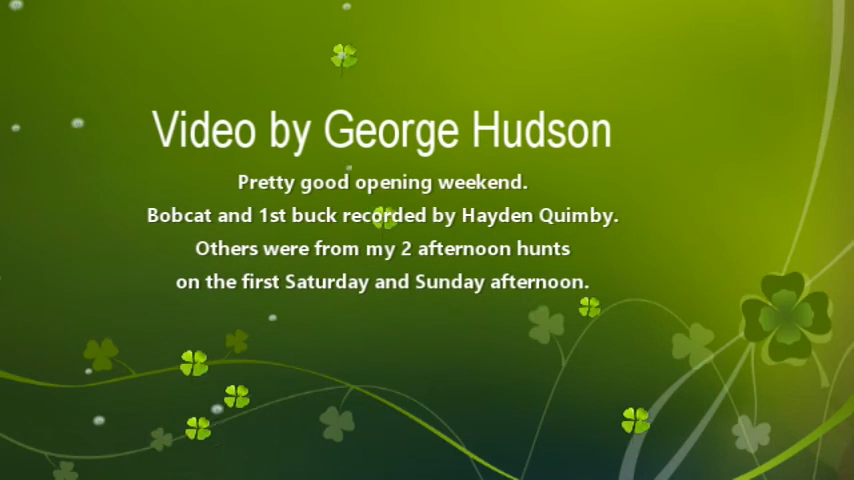 Video by George Hudson
Pretty good opening weekend.
Bobcat and 1st buck recorded by Hayden Quimby.
Others were from my 2 afternoon hunts
on the first Saturday and Sunday afternoon.